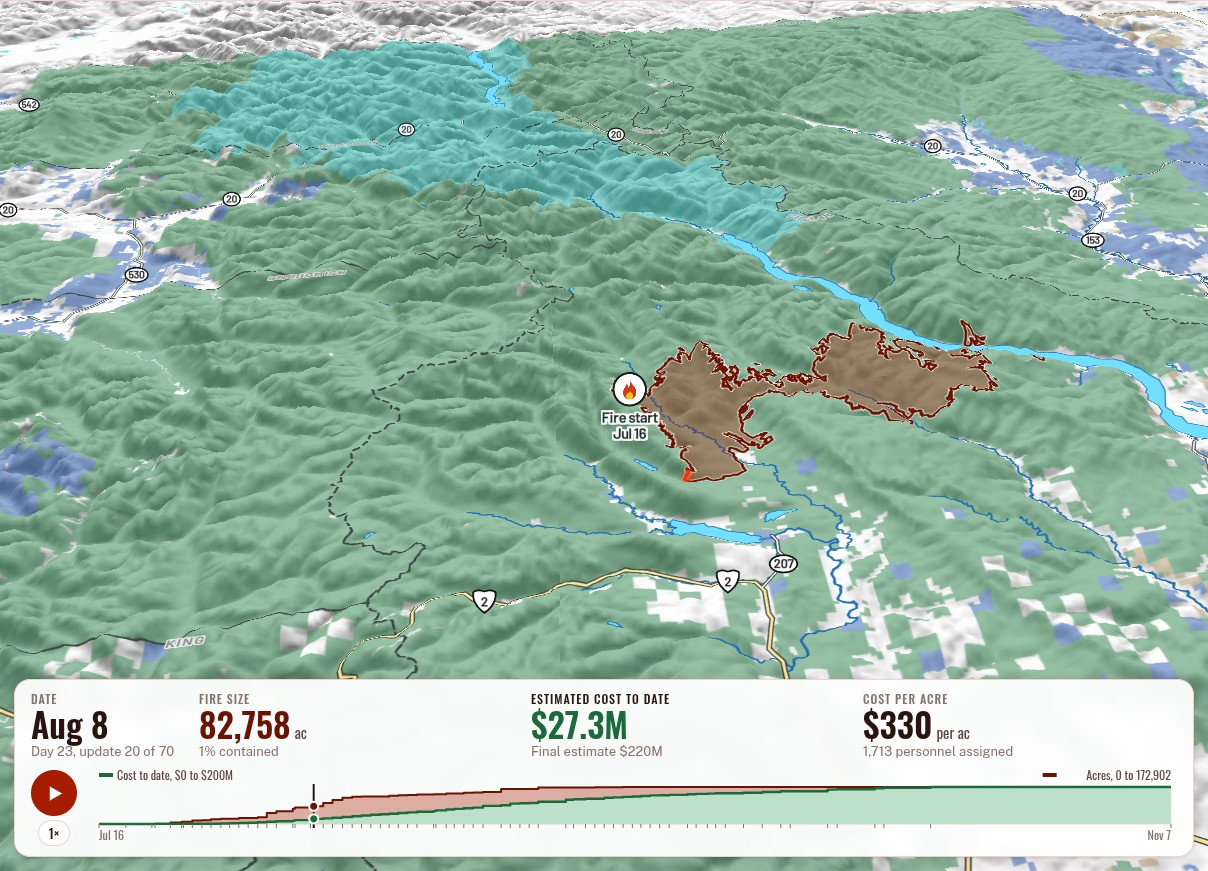 542
20
20
20
20
20
20
153
530
Fire start
Jul 16
207
2
2
KING
DATE
Aug 8
Day 23, update 20 of 70
FIRE SIZE
82,758 ac
1% contained
ESTIMATED COST TO DATE
$27.3M
Final estimate $220M
COST PER ACRE
$330 per ac
1,713 personnel assigned
Cost to date, $0 to $200M
Acres, 0 to 172,902
1×
Jul 16
Nov 7